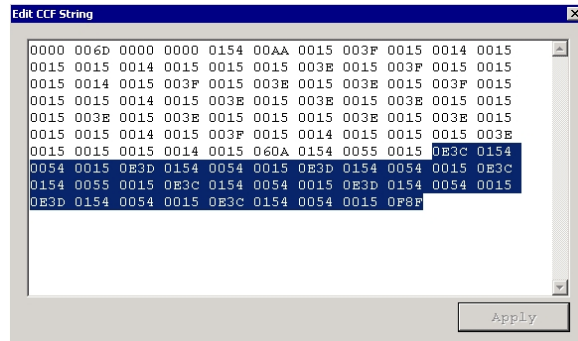 Edit CCF String
0000 006D 0000 0000 0154 00AA 0015 003F 0015 0014 0015
0015 0015 0014 0015 0015 0015 003E 0015 003F 0015 0015
0015 0014 0015 003F 0015 003E 0015 003E 0015 003F 0015
0015 0015 0014 0015 003E 0015 003E 0015 003E 0015 0015
0015 003E 0015 003E 0015 0015 0015 003E 0015 003E 0015
0015 0015 0014 0015 003F 0015 0014 0015 0015 0015 003E
0015 0015 0015 0014 0015 060A 0154 0055 0015 0E3C 0154
0054 0015 0E3D 0154 0054 0015 0E3D 0154 0054 0015 0E3C
0154 0055 0015 0E3C 0154 0054 0015 0E3D 0154 0054 0015
0E3D 0154 0054 0015 0E3C 0154 0054 0015 0F8F
Apply